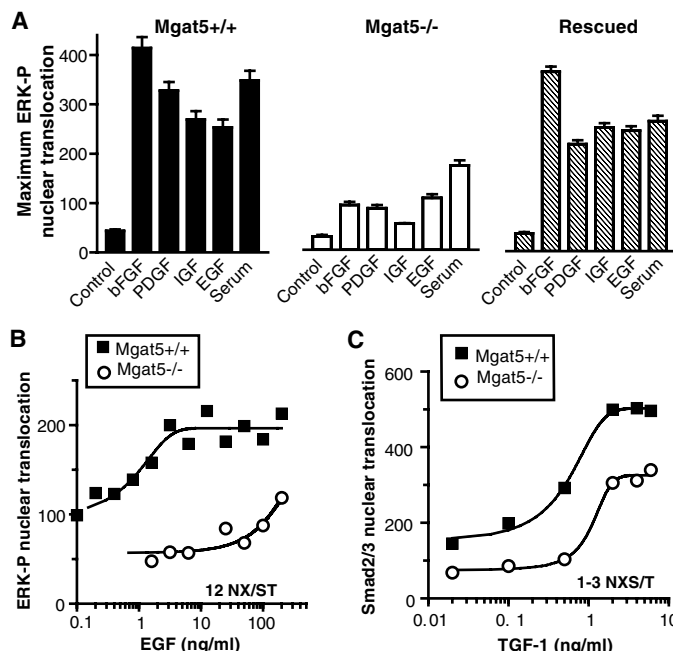 A
Mgat5+/+
Mgat5-/-
Rescued
Maximum ERK-P
nuclear translocation
400
300
200
100
0
Control
bFGF
PDGF
IGF
EGF
Serum
Control
bFGF
PDGF
IGF
EGF
Serum
Control
bFGF
PDGF
IGF
EGF
Serum
B
Mgat5+/+
Mgat5-/-
ERK-P nuclear translocation
200
100
0
0.1
1
10
100
12 NX/ST
EGF (ng/ml)
C
Mgat5+/+
Mgat5-/-
Smad2/3 nuclear translocation
600
400
200
0
0.01
0. 1
1
10
1-3 NXS/T
TGF-1 (ng/ml)